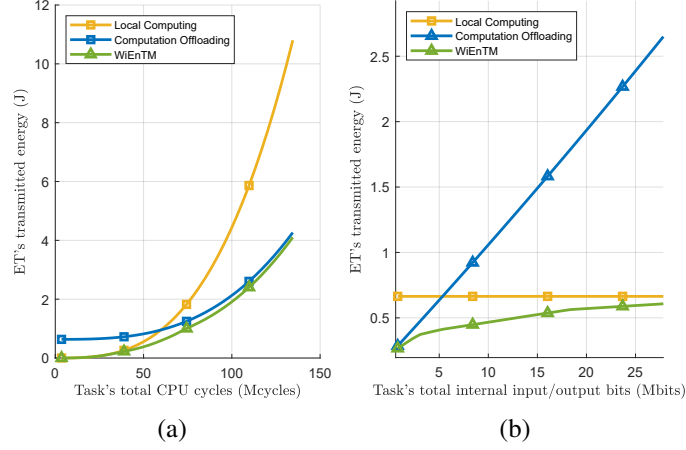 Local Computing
Computation Offloading
WiEnTM
ET's transmitted energy (J)
12
10
8
6
4
2
0
0
50
100
150
Task's total CPU cycles (Mcycles)
(a)
Local Computing
Computation Offloading
WiEnTM
ET's transmitted energy (J)
2.5
2
1.5
1
0.5
5
10
15
20
25
Task's total internal input/output bits (Mbits)
(b)